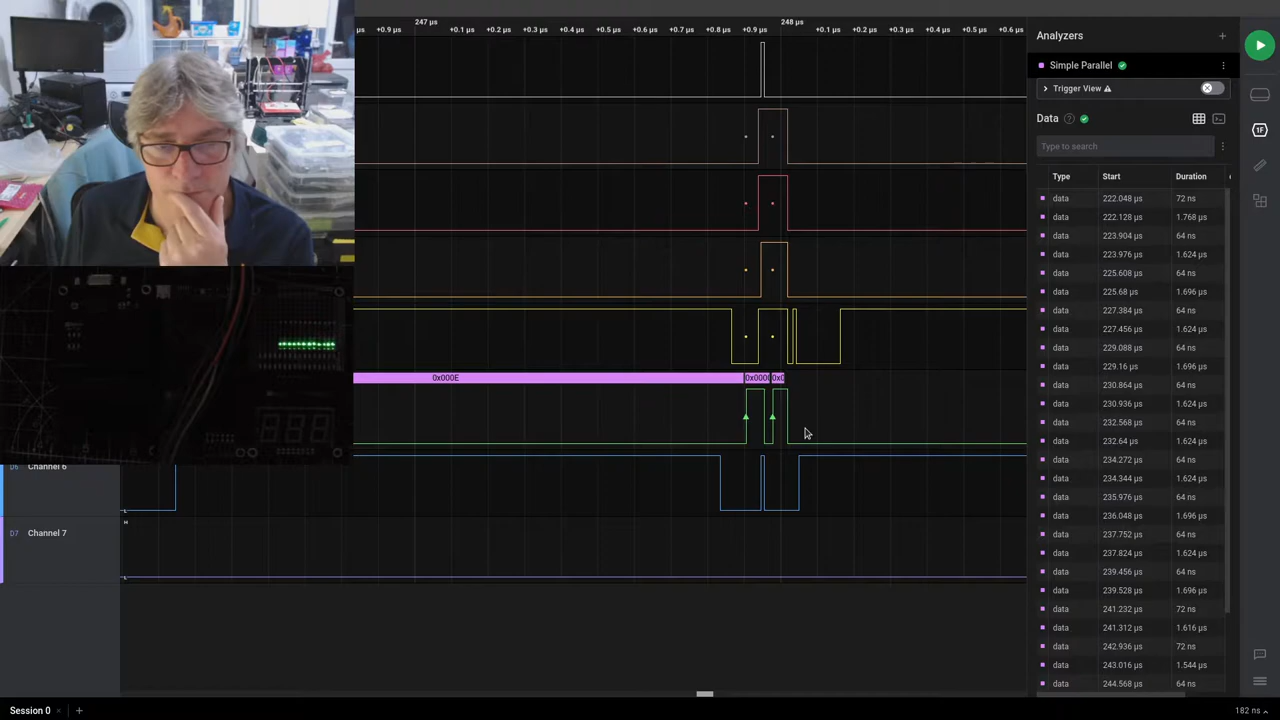 247 µs
248 µs
µs
+0.9 µs
+0.1 µs
+0.2 µs
+0.3 µs
+0.4 µs
+0.5 µs
+0.6 µs
+0.7 µs
+0.8 µs
+0.9 µs
+0.1 µs
+0.2 µs
+0.3 µs
+0.4 µs
+0.5 µs
+0.6 µs
Analyzers
Simple Parallel
Trigger View
Data
Type to search
Type Start Duration
data 222.048 µs 72 ns
data 222.128 µs 1.768 µs
data 223.904 µs 64 ns
data 223.976 µs 1.624 µs
data 225.608 µs 64 ns
data 225.68 µs 1.696 µs
data 227.384 µs 64 ns
data 227.456 µs 1.624 µs
data 229.088 µs 64 ns
data 229.16 µs 1.696 µs
data 230.864 µs 64 ns
data 230.936 µs 1.624 µs
data 232.568 µs 64 ns
data 232.64 µs 1.624 µs
data 234.272 µs 64 ns
data 234.344 µs 1.624 µs
data 235.976 µs 64 ns
data 236.048 µs 1.696 µs
data 237.752 µs 64 ns
data 237.824 µs 1.624 µs
data 239.456 µs 64 ns
data 239.528 µs 1.696 µs
data 241.232 µs 72 ns
data 241.312 µs 1.616 µs
data 242.936 µs 72 ns
data 243.016 µs 1.544 µs
data 244.568 µs 64 ns
0x000E
D6 Channel 6
L
H
D7 Channel 7
L
Session 0
182 ns